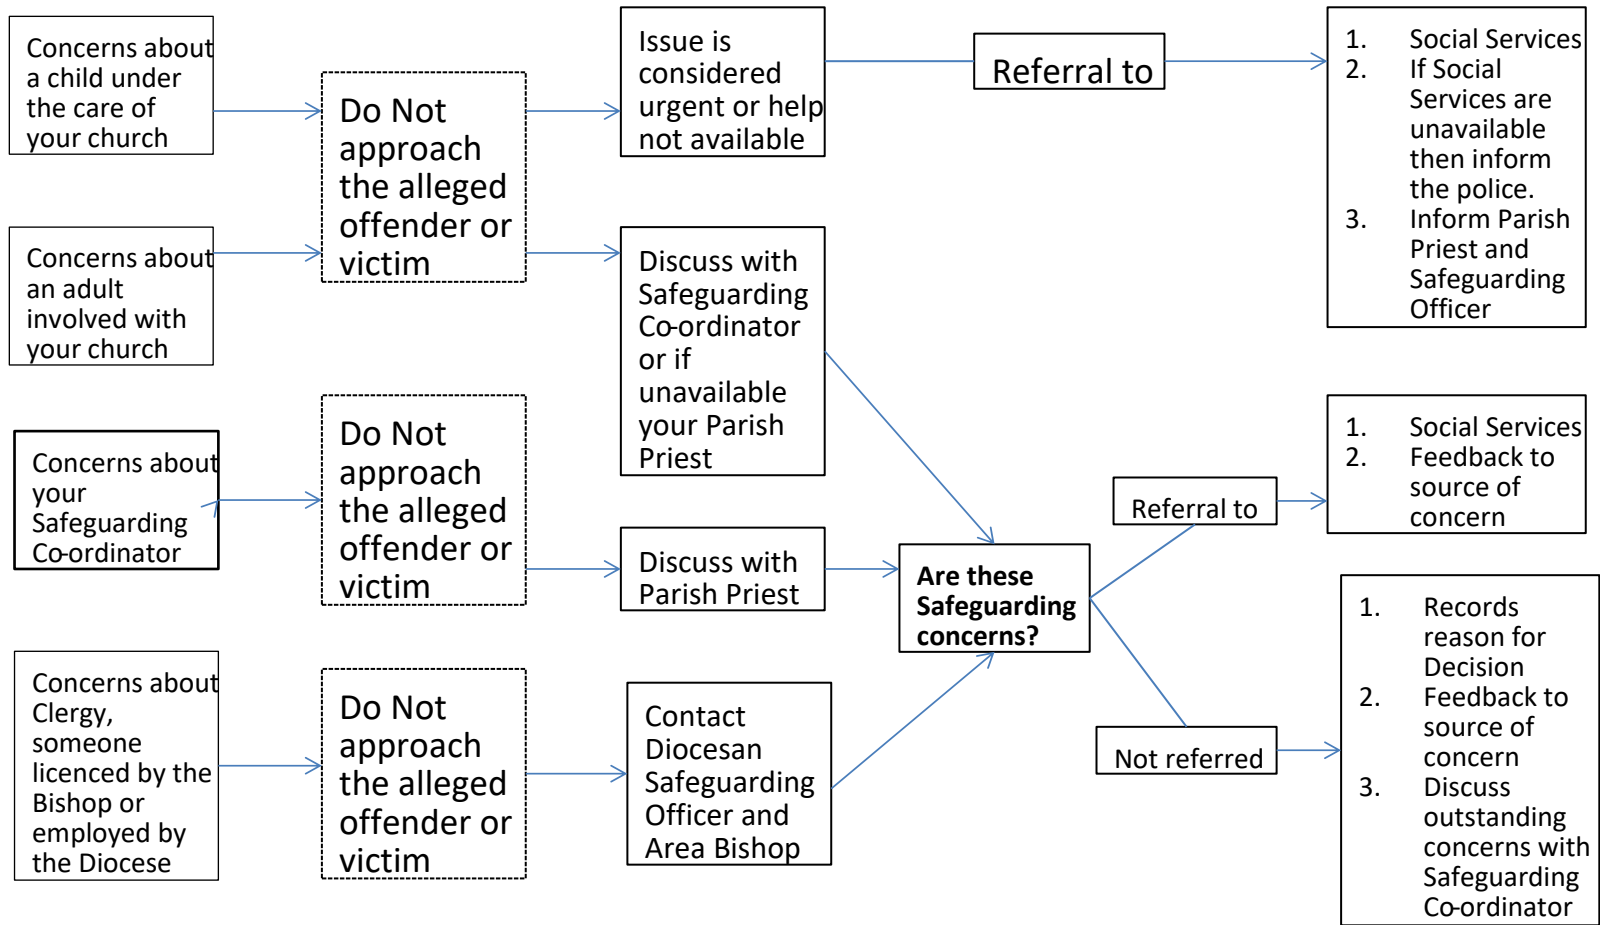 Concerns about
a child under
the care of
your church
Concerns about
an adult
involved with
your church
Do Not
approach
the alleged
offender or
victim
Issue is
considered
urgent or help
not available
Referral to
1. Social Services
2. If Social
Services are
unavailable
then inform
the police.
3. Inform Parish
Priest and
Safeguarding
Officer
Discuss with
Safeguarding
Co-ordinator
or if
unavailable
your Parish
Priest
Concerns about
your
Safeguarding
Co-ordinator
Do Not
approach
the alleged
offender or
victim
Discuss with
Parish Priest
Concerns about
Clergy,
someone
licenced by the
Bishop or
employed by
the Diocese
Do Not
approach
the alleged
offender or
victim
Contact
Diocesan
Safeguarding
Officer and
Area Bishop
Are these
Safeguarding
concerns?
Referral to
1. Social Services
2. Feedback to
source of
concern
Not referred
1. Records
reason for
Decision
2. Feedback to
source of
concern
3. Discuss
outstanding
concerns with
Safeguarding
Co-ordinator